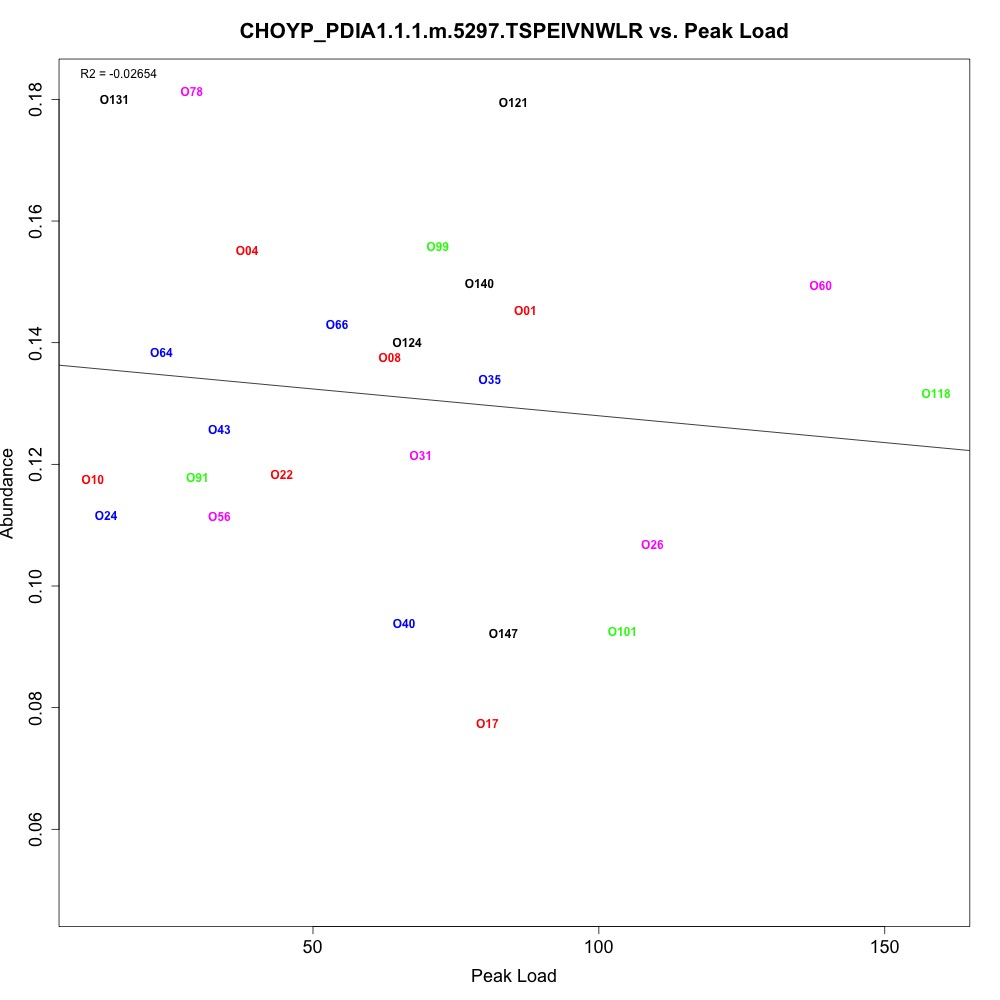 CHOYP_PDIA1.1.1.m.5297.TSPEIVNWLR vs. Peak Load
R2 = -0.02654
O78
O131
O121
O99
O04
O140
O60
O01
O66
O124
O64
O08
O35
O118
O43
O31
O22
O91
O10
O24
O56
O26
O40
O101
O147
O17
0.18
0.16
0.14
0.12
0.10
0.08
0.06
Abundance
50 100 150
Peak Load